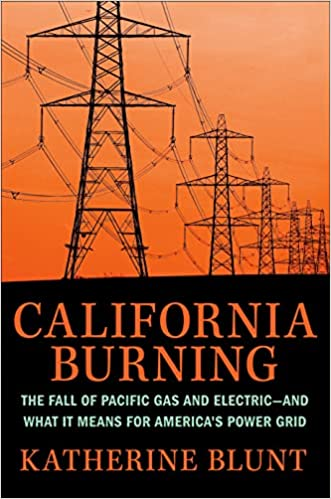 CALIFORNIA
BURNING
THE FALL OF PACIFIC GAS AND ELECTRIC—AND
WHAT IT MEANS FOR AMERICA'S POWER GRID
KATHERINE BLUNT